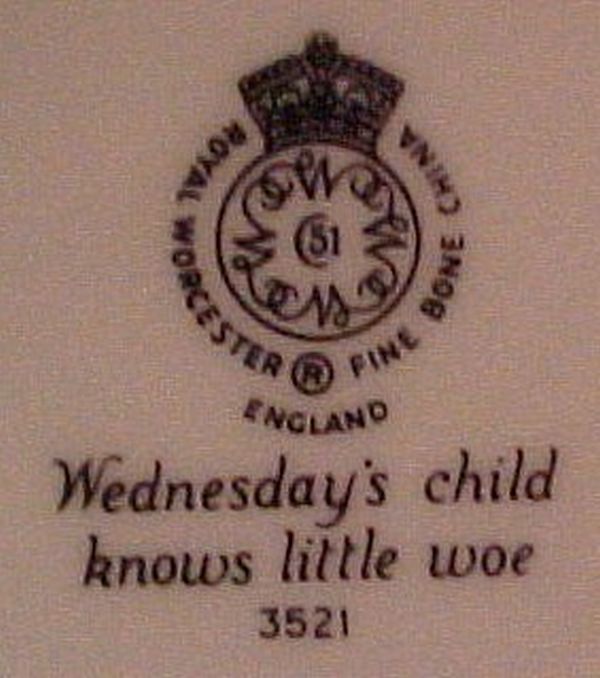 ROYAL WORCESTER ® FINE BONE CHINA
51
ENGLAND
Wednesday's child
knows little woe
3521